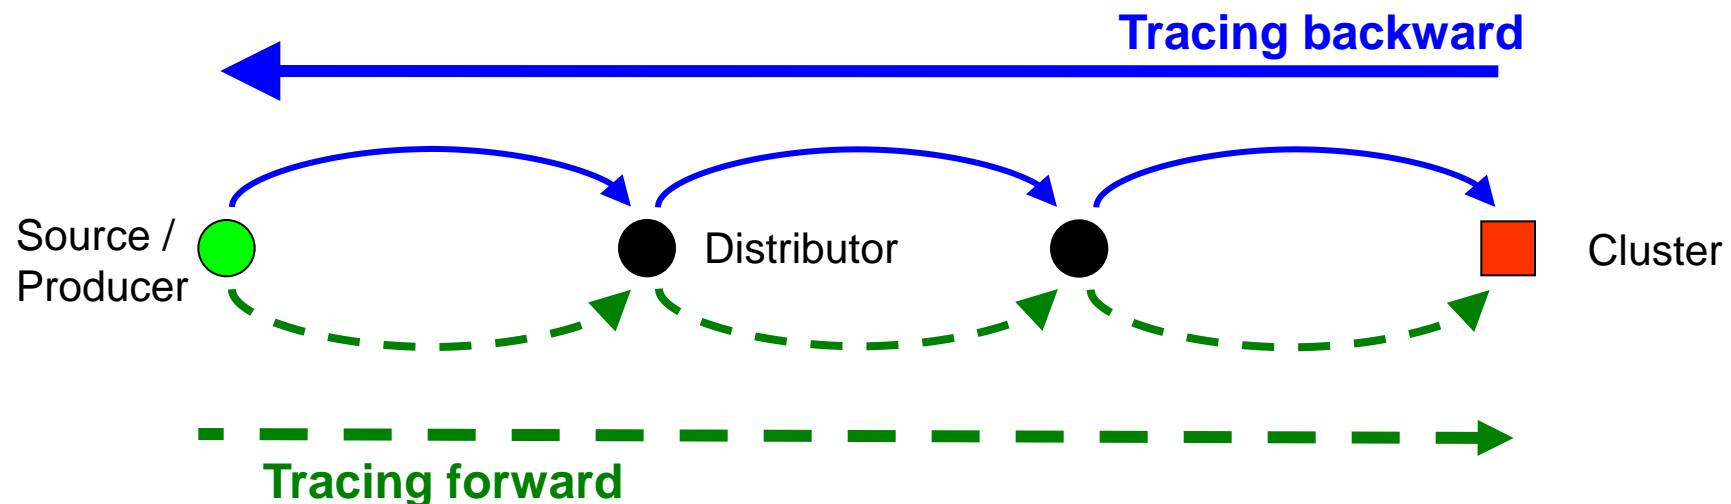 Tracing backward
Source /
Producer
Distributor
Cluster
Tracing forward